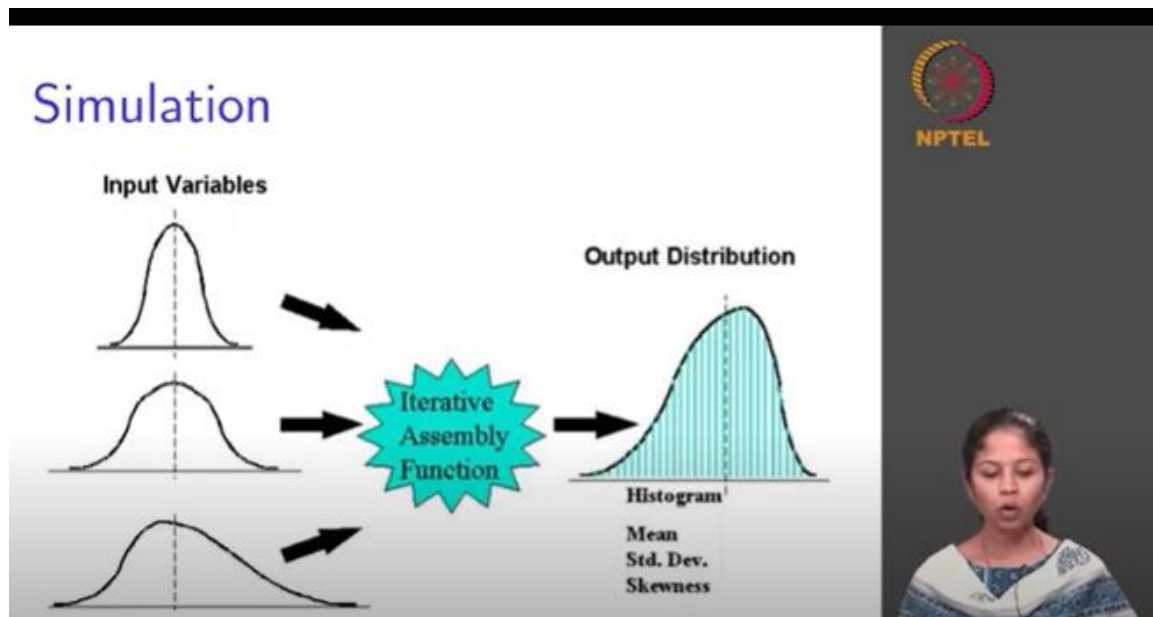 Simulation
Input Variables
Output Distribution
Iterative
Assembly
Function
Histogram
Mean
Std. Dev.
Skewness
NPTEL